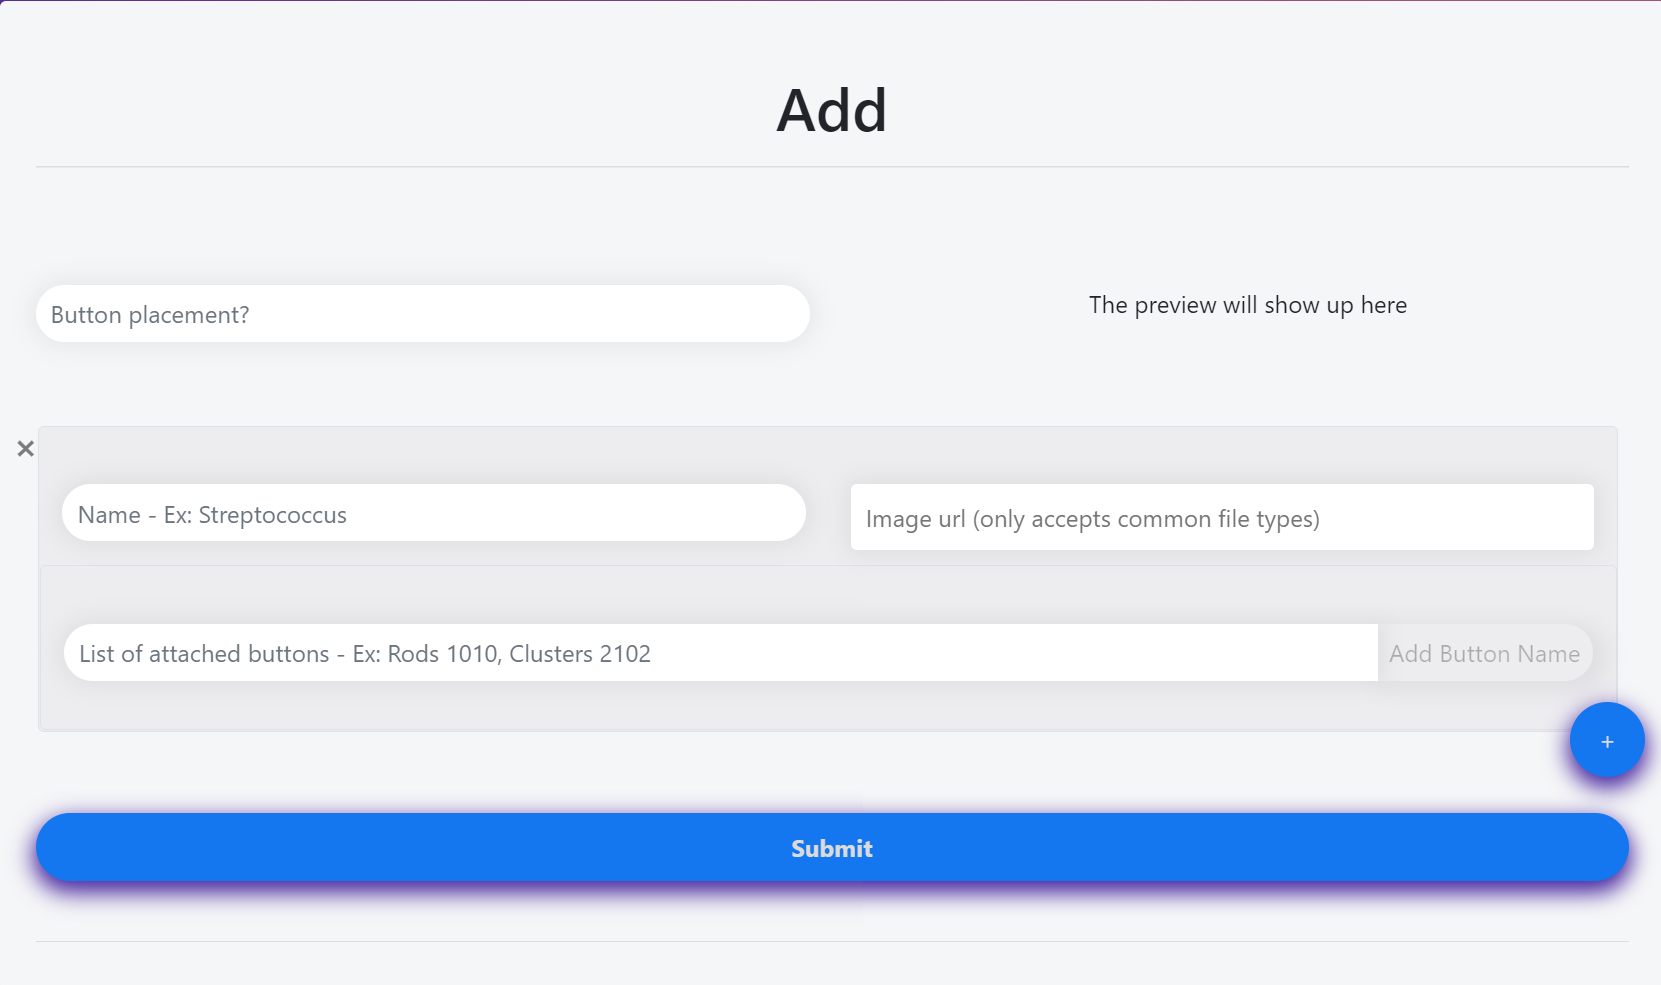 Add
Button placement?
The preview will show up here
×
Name - Ex: Streptococcus
Image url (only accepts common file types)
List of attached buttons - Ex: Rods 1010, Clusters 2102
Add Button Name
+
Submit